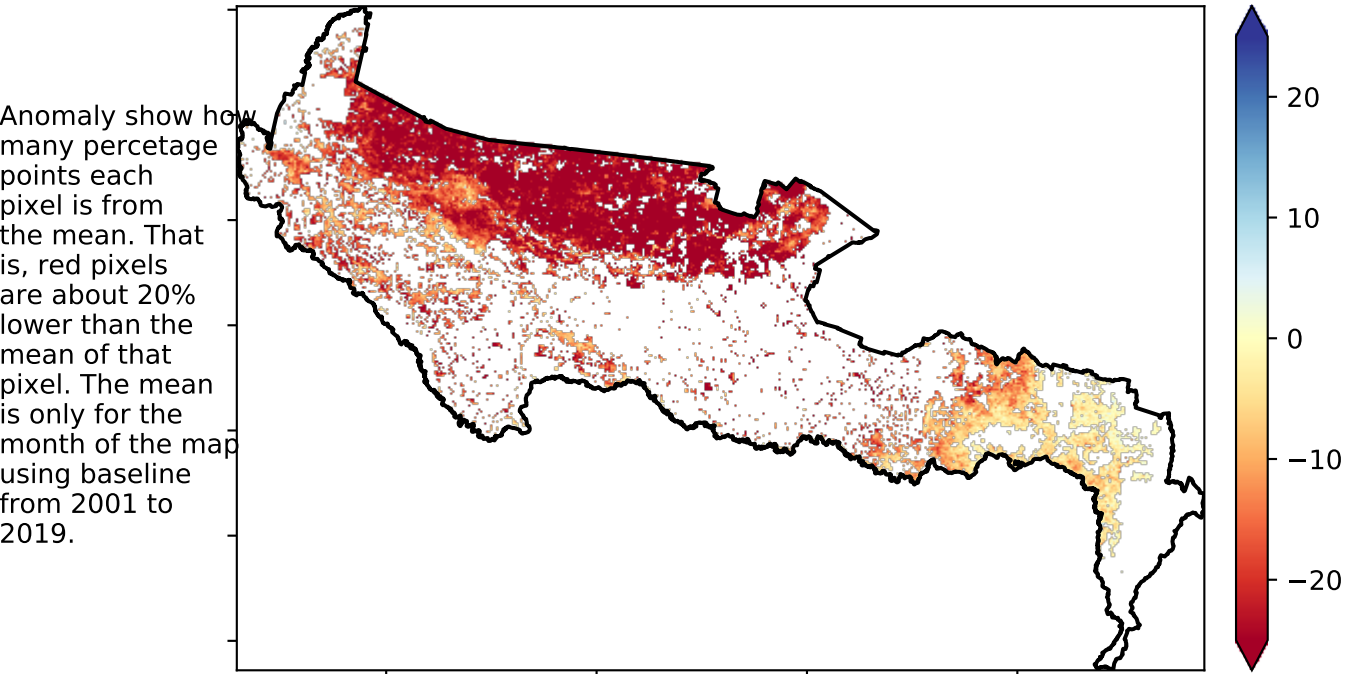 Anomaly show how
many percetage
points each
pixel is from
the mean. That
is, red pixels
are about 20%
lower than the
mean of that
pixel. The mean
is only for the
month of the map
using baseline
from 2001 to
2019.
20
10
0
−10
−20